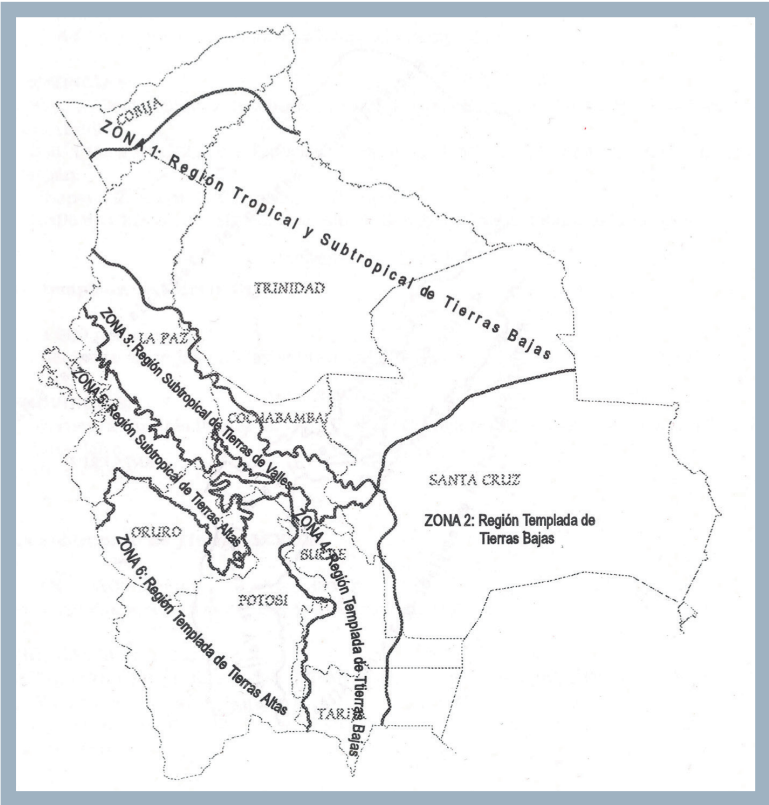 COBIJA
ZONA 1: Región Tropical y Subtropical de Tierras Bajas
TRINIDAD
LA PAZ
ZONA 3: Región Subtropical de Tierras de Valles
COCHABAMBA
ZONA 5: Región Subtropical de Tierras Altas
SANTA CRUZ
ZONA 2: Región Templada de
Tierras Bajas
ORURO
ZONA 4: Región Templada de Ttierras Bajas
SUCRE
ZONA 6: Región Templada de Tierras Altas
POTOSI
TARIJA